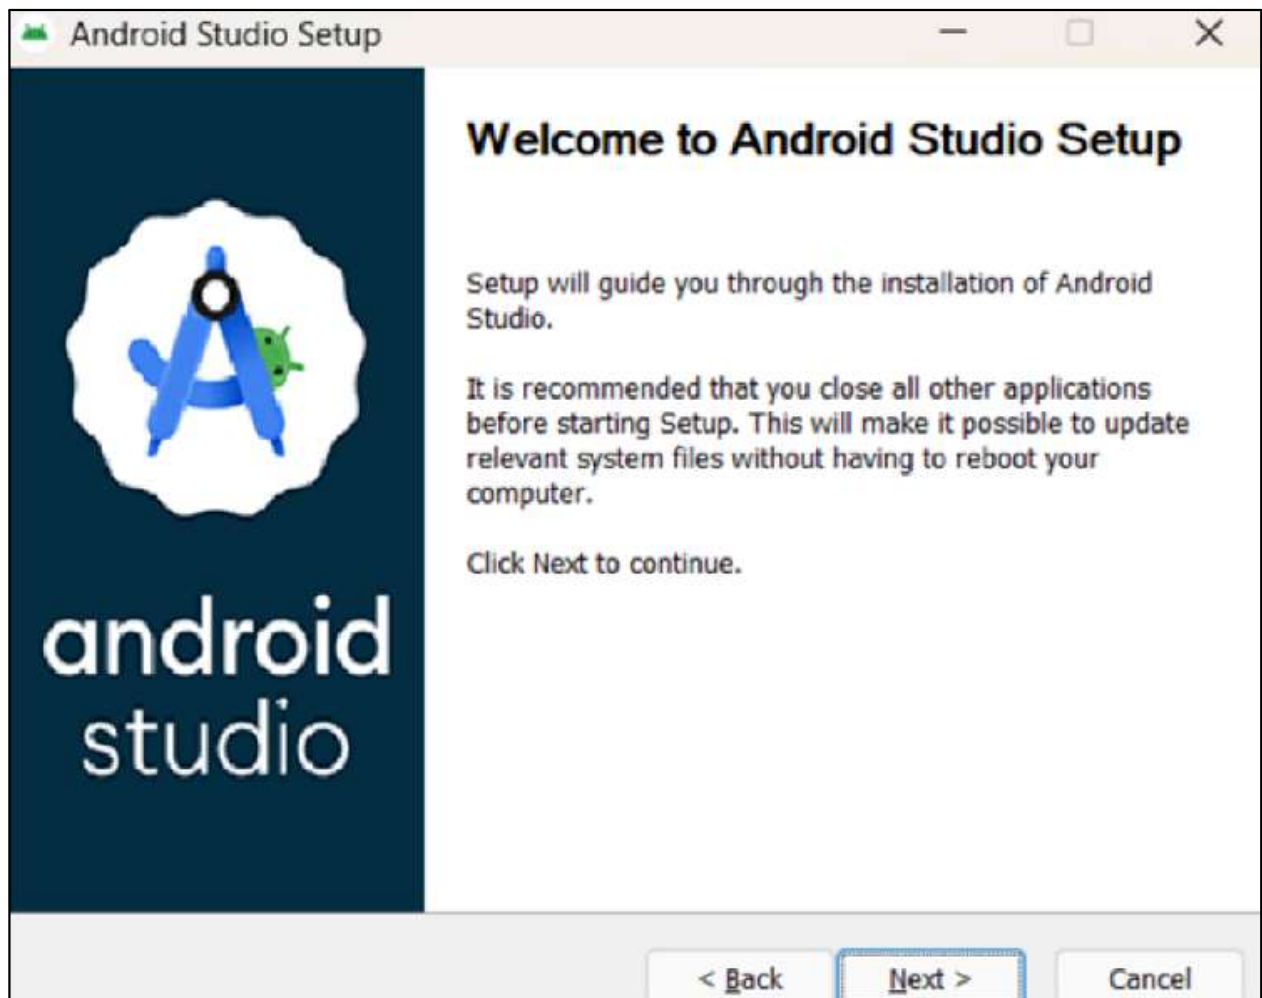 Android Studio Setup
Welcome to Android Studio Setup
Setup will guide you through the installation of Android
Studio.
It is recommended that you close all other applications
before starting Setup. This will make it possible to update
relevant system files without having to reboot your
computer.
Click Next to continue.
android
studio
< Back
Next >
Cancel